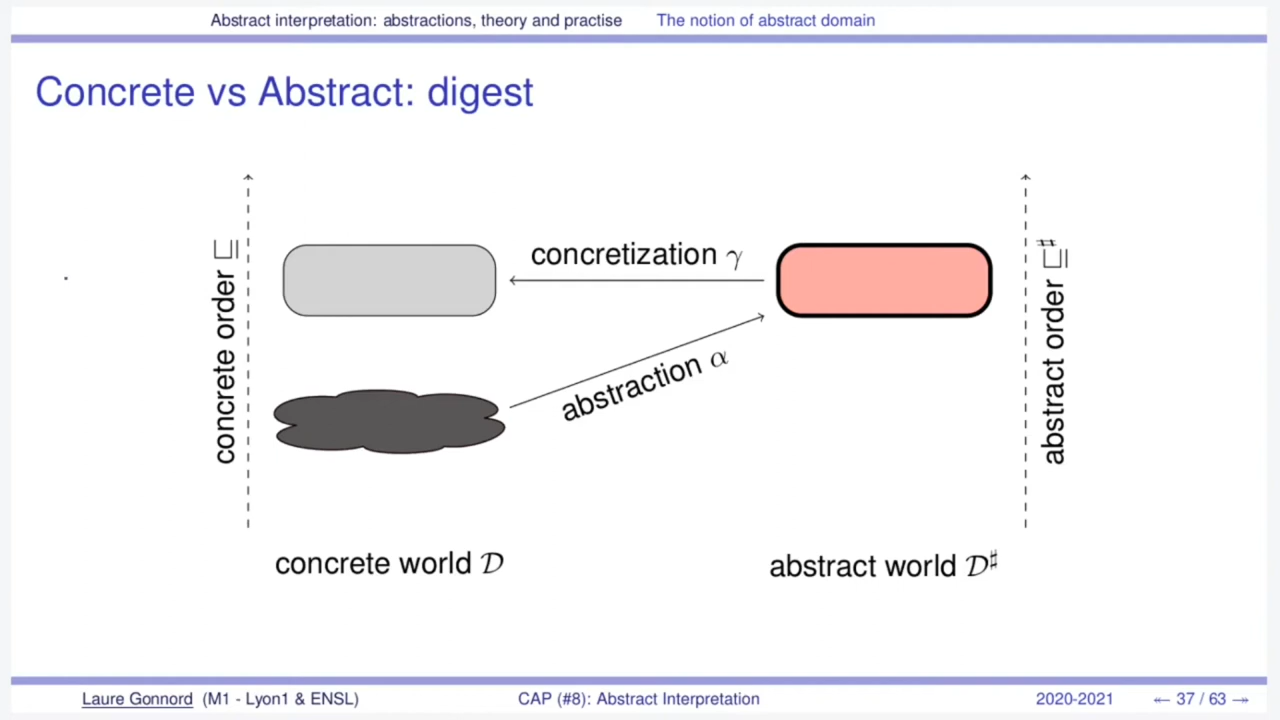 Abstract interpretation: abstractions, theory and practise The notion of abstract domain
Concrete vs Abstract: digest
concrete order ⊑
concretization γ
abstraction α
abstract order ⊑♯
concrete world 𝒟
abstract world 𝒟♯
Laure Gonnord (M1 - Lyon1 & ENSL) CAP (#8): Abstract Interpretation 2020-2021 ← 37 / 63 →